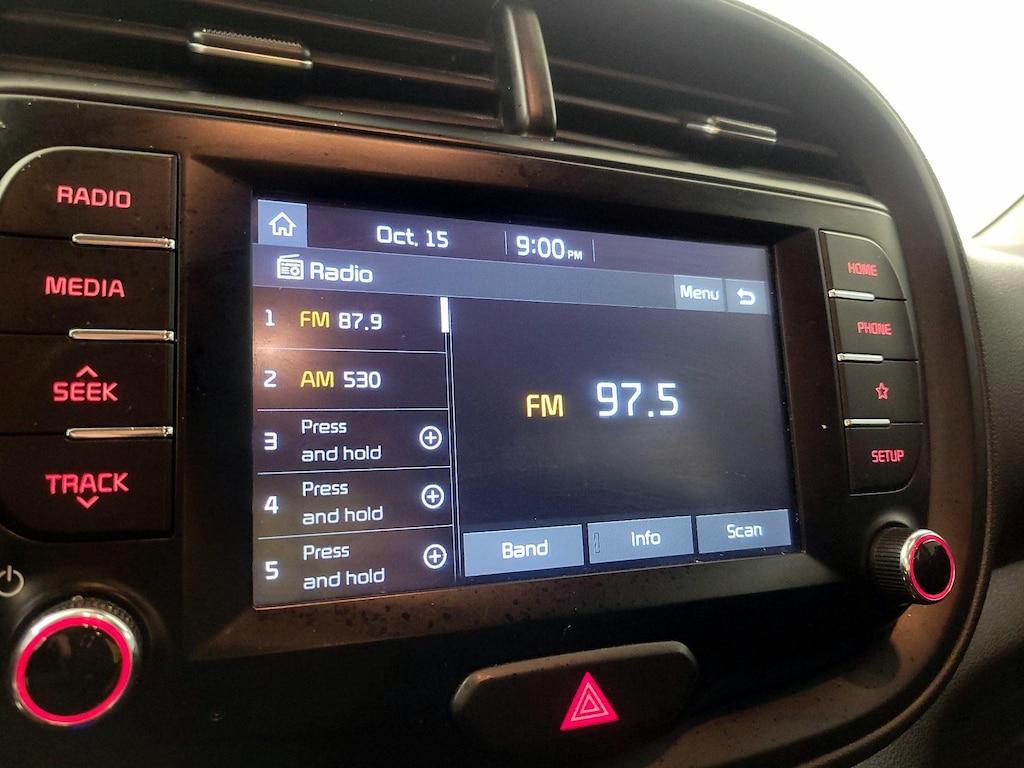 RADIO
MEDIA
SEEK
TRACK
Oct. 15
9:00 PM
Radio
Menu
1 FM 87.9
2 AM 530
3 Press
and hold
4 Press
and hold
5 Press
and hold
FM 97.5
Band
Info
Scan
HOME
PHONE
SETUP